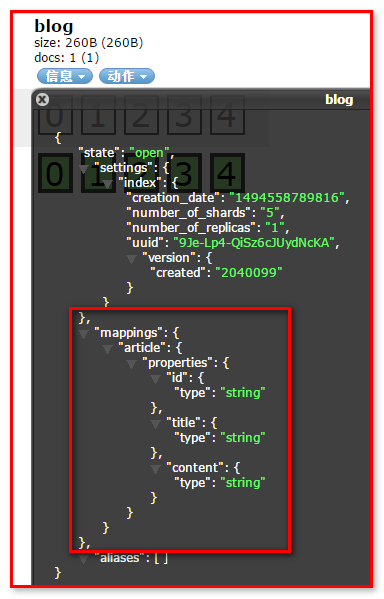 blog
size: 260B (260B)
docs: 1 (1)
信息 动作
blog
0 1 2 3 4
{
"state": "open",
0 1 2 3 4
"settings": {
"index": {
"creation_date": "1494558789816",
"number_of_shards": "5",
"number_of_replicas": "1",
"uuid": "9Je-Lp4-QiSz6cJUydNcKA",
"version": {
"created": "2040099"
}
}
},
"mappings": {
"article": {
"properties": {
"id": {
"type": "string"
},
"title": {
"type": "string"
},
"content": {
"type": "string"
}
}
}
},
"aliases": [ ]
}